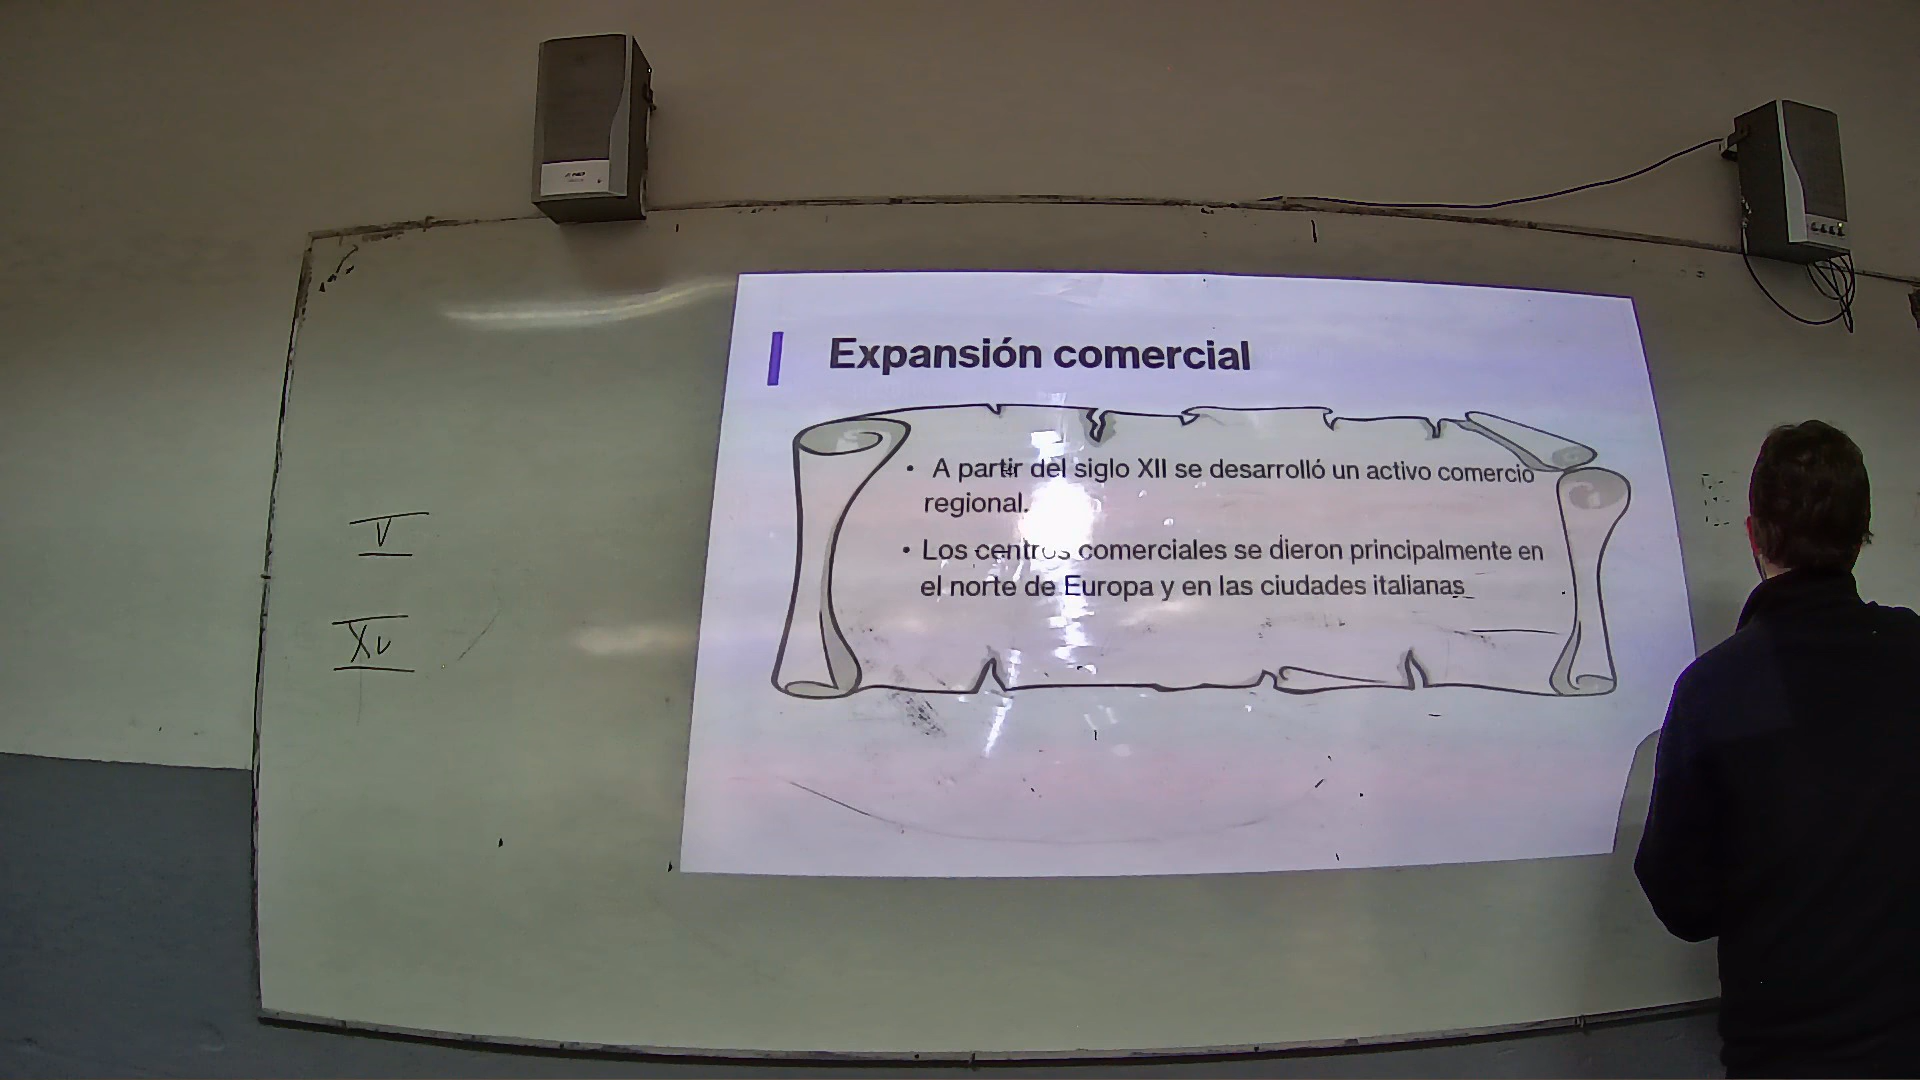 Expansión comercial
• A partir del siglo XII se desarrolló un activo comercio
regional.
• Los centros comerciales se dieron principalmente en
el norte de Europa y en las ciudades italianas
V
XV